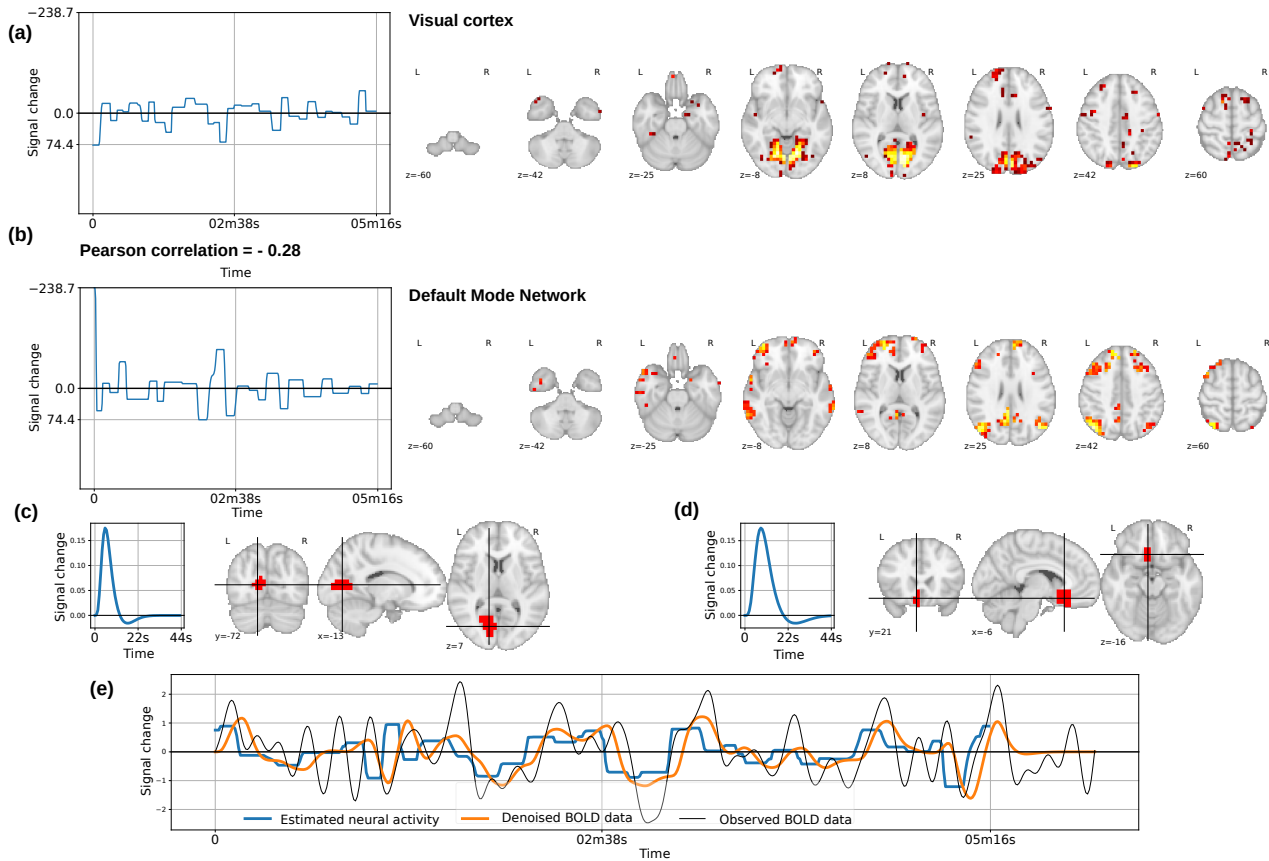 (a)
−238.7
0.0
74.4
Signal change
0
02m38s
05m16s
Visual cortex
L R
L R
L R
L R
L R
L R
L R
L R
z=-60
z=-42
z=-25
z=-8
z=8
z=25
z=42
z=60
(b)
Pearson correlation = - 0.28
Time
−238.7
0.0
74.4
Signal change
0
02m38s
05m16s
Time
Default Mode Network
L R
L R
L R
L R
L R
L R
L R
L R
z=-60
z=-42
z=-25
z=-8
z=8
z=25
z=42
z=60
(c)
Signal change
0.15
0.10
0.05
0.00
0 22s 44s
Time
L R
y=-72
x=-13
z=7
(d)
Signal change
0.15
0.10
0.05
0.00
0 22s 44s
Time
L R
y=21
x=-6
z=-16
(e)
Signal change
2
1
0
−1
−2
Estimated neural activity
Denoised BOLD data
Observed BOLD data
0
02m38s
05m16s
Time